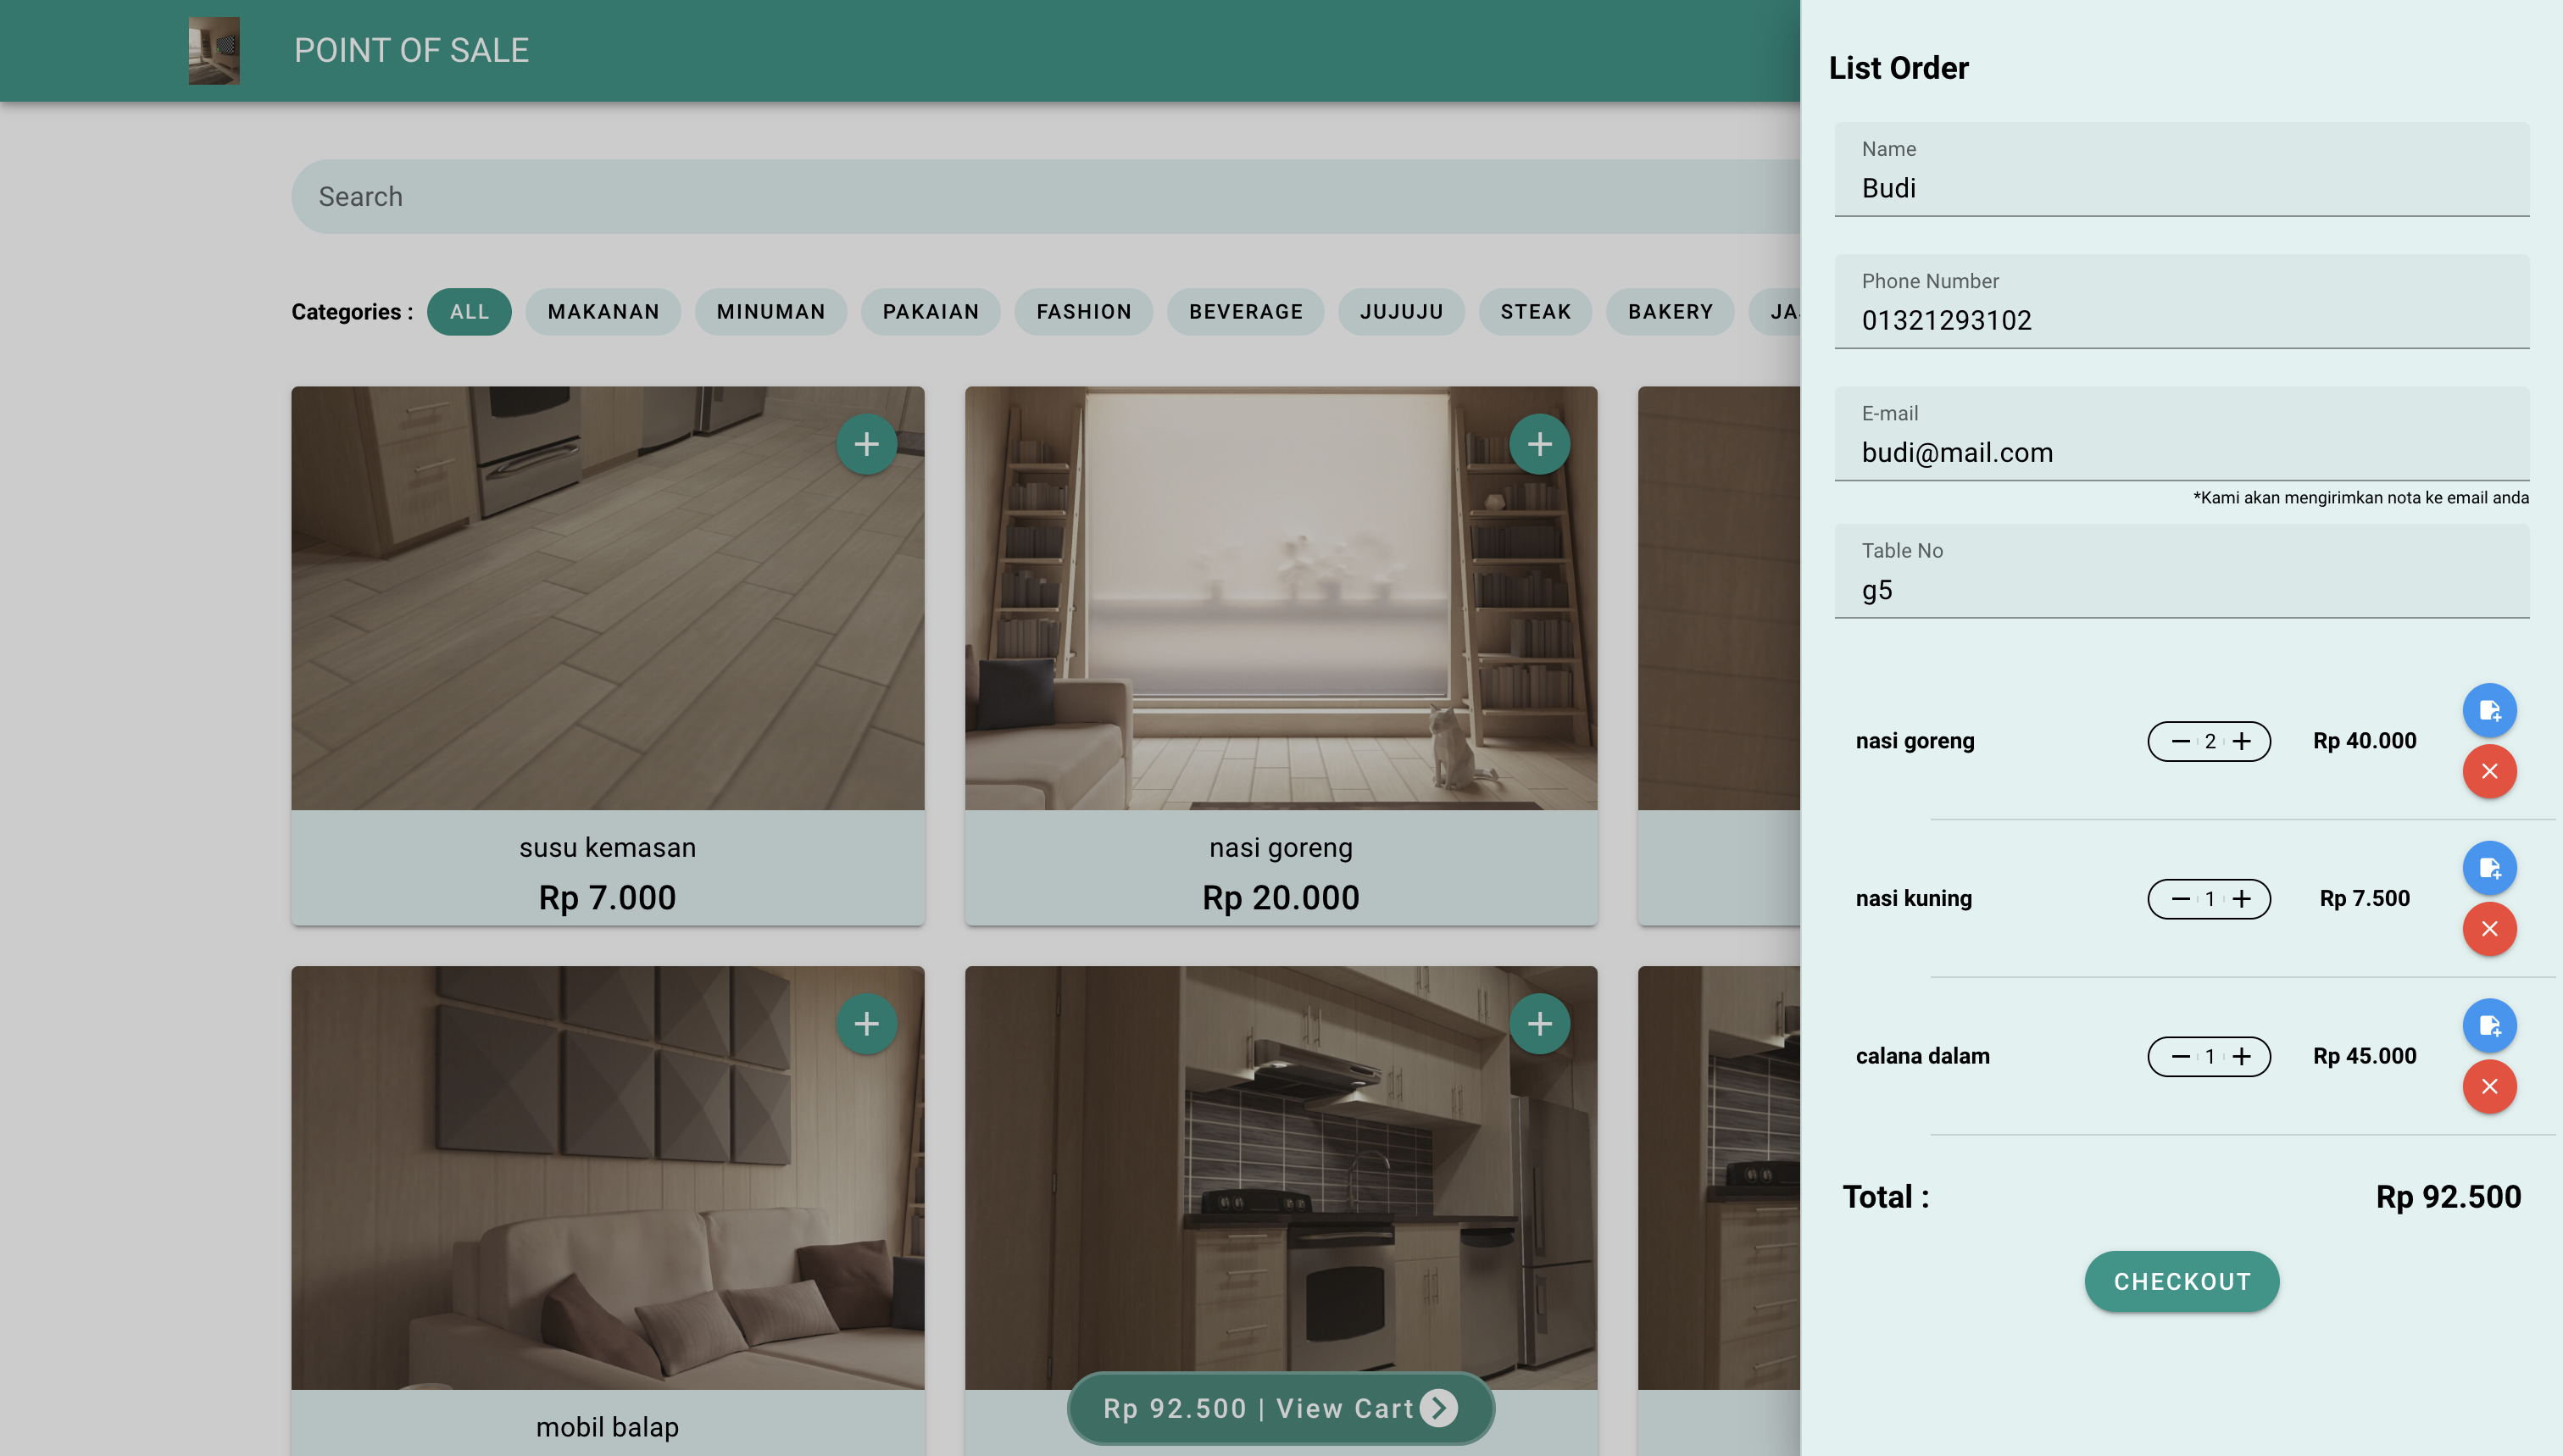 POINT OF SALE
Search
Categories :
ALL
MAKANAN
MINUMAN
PAKAIAN
FASHION
BEVERAGE
JUJUJU
STEAK
BAKERY
susu kemasan
Rp 7.000
nasi goreng
Rp 20.000
mobil balap
Rp 92.500 | View Cart
List Order
Name
Budi
Phone Number
01321293102
E-mail
budi@mail.com
*Kami akan mengirimkan nota ke email anda
Table No
g5
nasi goreng 2 Rp 40.000
nasi kuning 1 Rp 7.500
calana dalam 1 Rp 45.000
Total : Rp 92.500
CHECKOUT